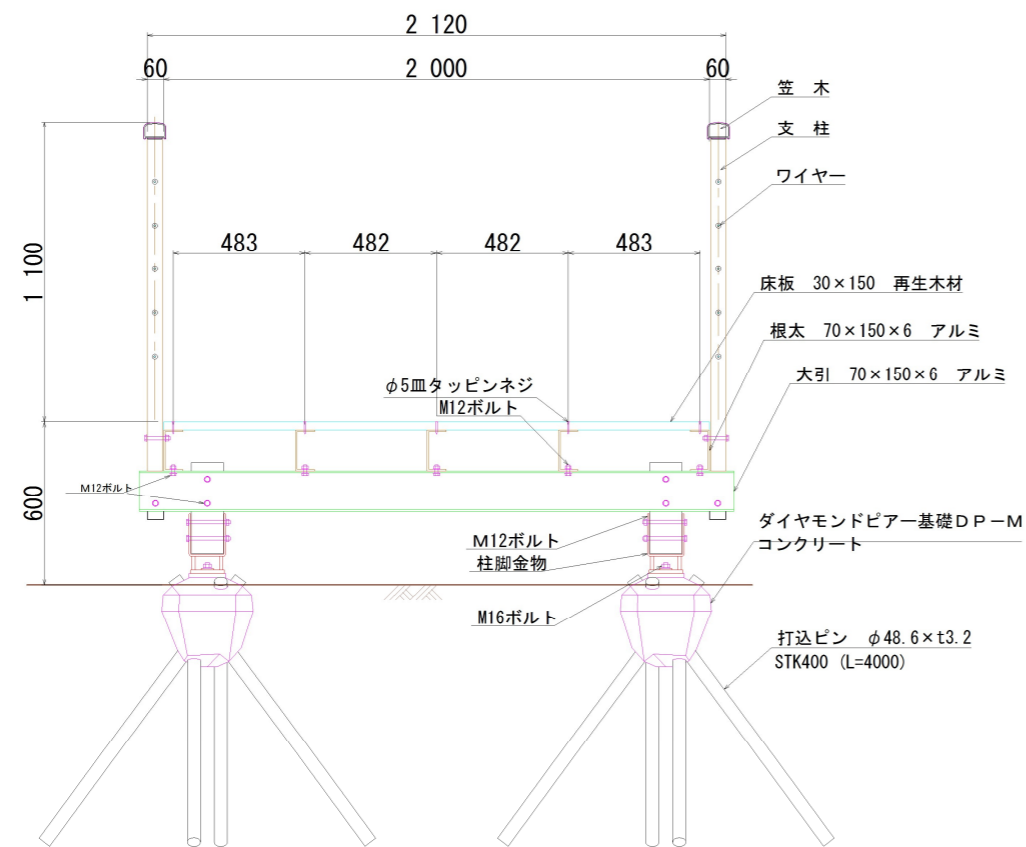 2 120
60
2 000
60
笠 木
支 柱
ワイヤー
483
482
482
483
1 100
床板 30×150 再生木材
根太 70×150×6 アルミ
大引 70×150×6 アルミ
φ5皿タッピンネジ
M12ボルト
M12ボルト
600
ダイヤモンドピアー基礎DP-M
コンクリート
M12ボルト
柱脚金物
M16ボルト
打込ピン φ48.6×t3.2
STK400 (L=4000)